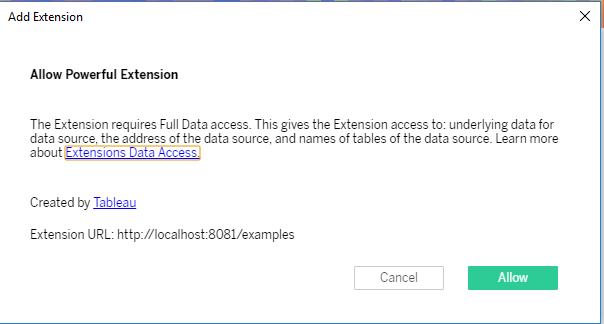 Add Extension
Allow Powerful Extension
The Extension requires Full Data access. This gives the Extension access to: underlying data for
data source, the address of the data source, and names of tables of the data source. Learn more
about Extensions Data Access.
Created by Tableau
Extension URL: http://localhost:8081/examples
Cancel Allow